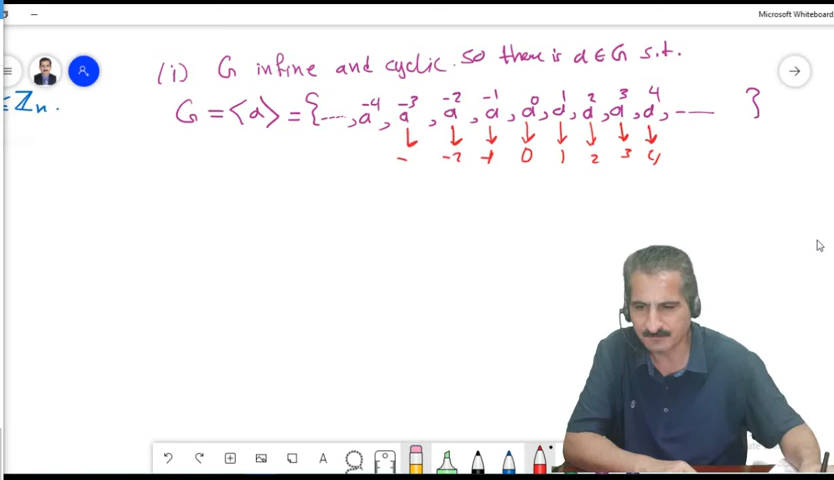 Microsoft Whiteboard
(i) G infine and cyclic. so there is a ∈ G s.t.
ℤₙ.
G = <a> = {...., a⁻⁴, a⁻³, a⁻², a⁻¹, a⁰, a¹, a², a³, a⁴, ---- }
↓ ↓ ↓ ↓ ↓ ↓ ↓ ↓
- -2 -1 0 1 2 3 4